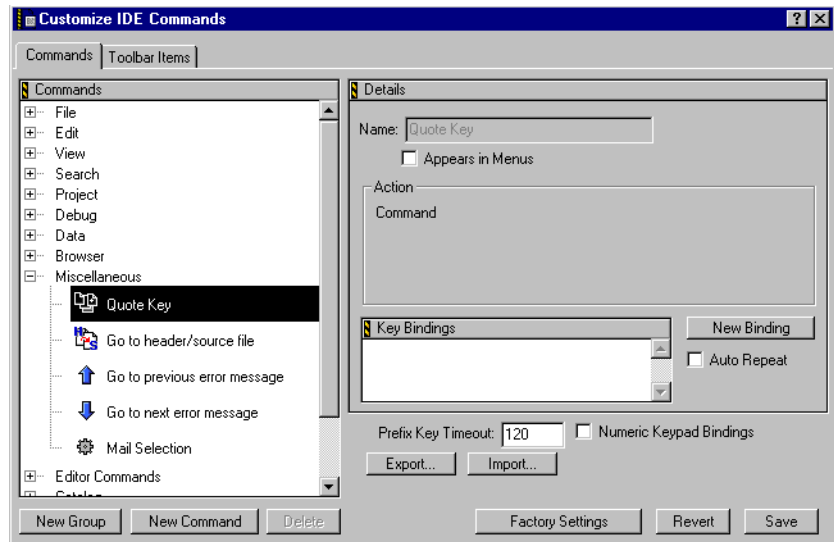 Customize IDE Commands
Commands
Toolbar Items
Commands
File
Edit
View
Search
Project
Debug
Data
Browser
Miscellaneous
Quote Key
Go to header/source file
Go to previous error message
Go to next error message
Mail Selection
Editor Commands
New Group
New Command
Delete
Details
Name: Quote Key
Appears in Menus
Action
Command
Key Bindings
New Binding
Auto Repeat
Prefix Key Timeout: 120
Numeric Keypad Bindings
Export...
Import...
Factory Settings
Revert
Save